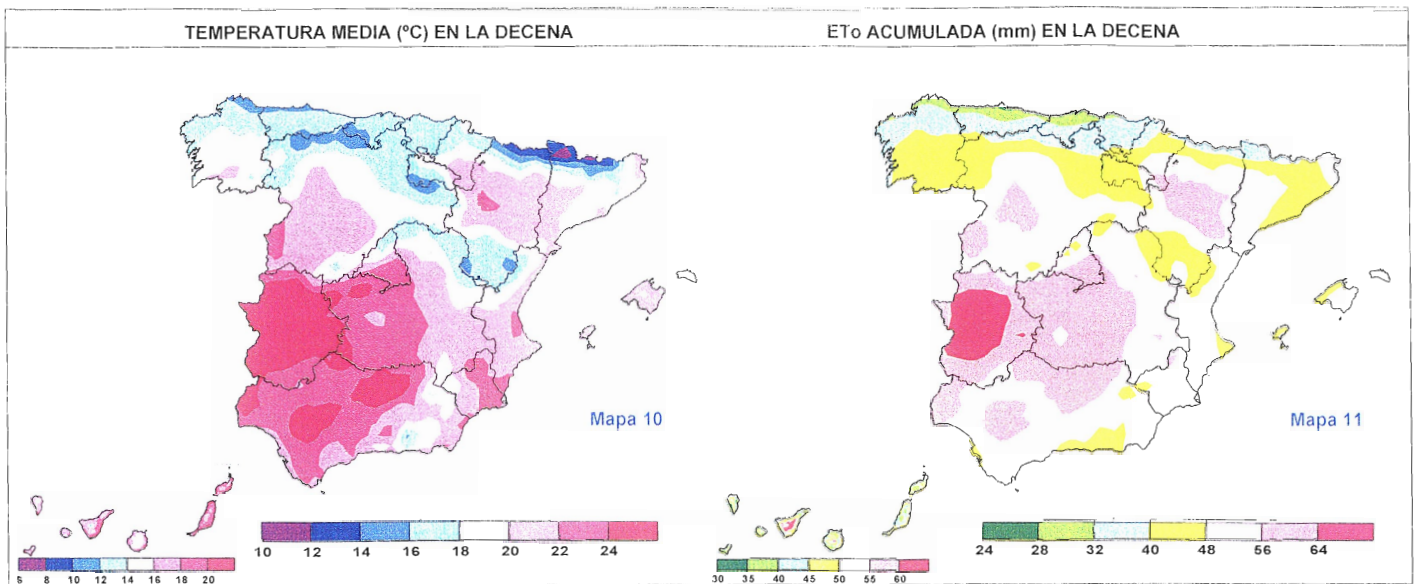 TEMPERATURA MEDIA (ºC) EN LA DECENA
ETo ACUMULADA (mm) EN LA DECENA
Mapa 10
Mapa 11
10 12 14 16 18 20 22 24
5 8 10 12 14 16 18 20
24 28 32 40 48 56 64
30 35 40 45 50 55 60